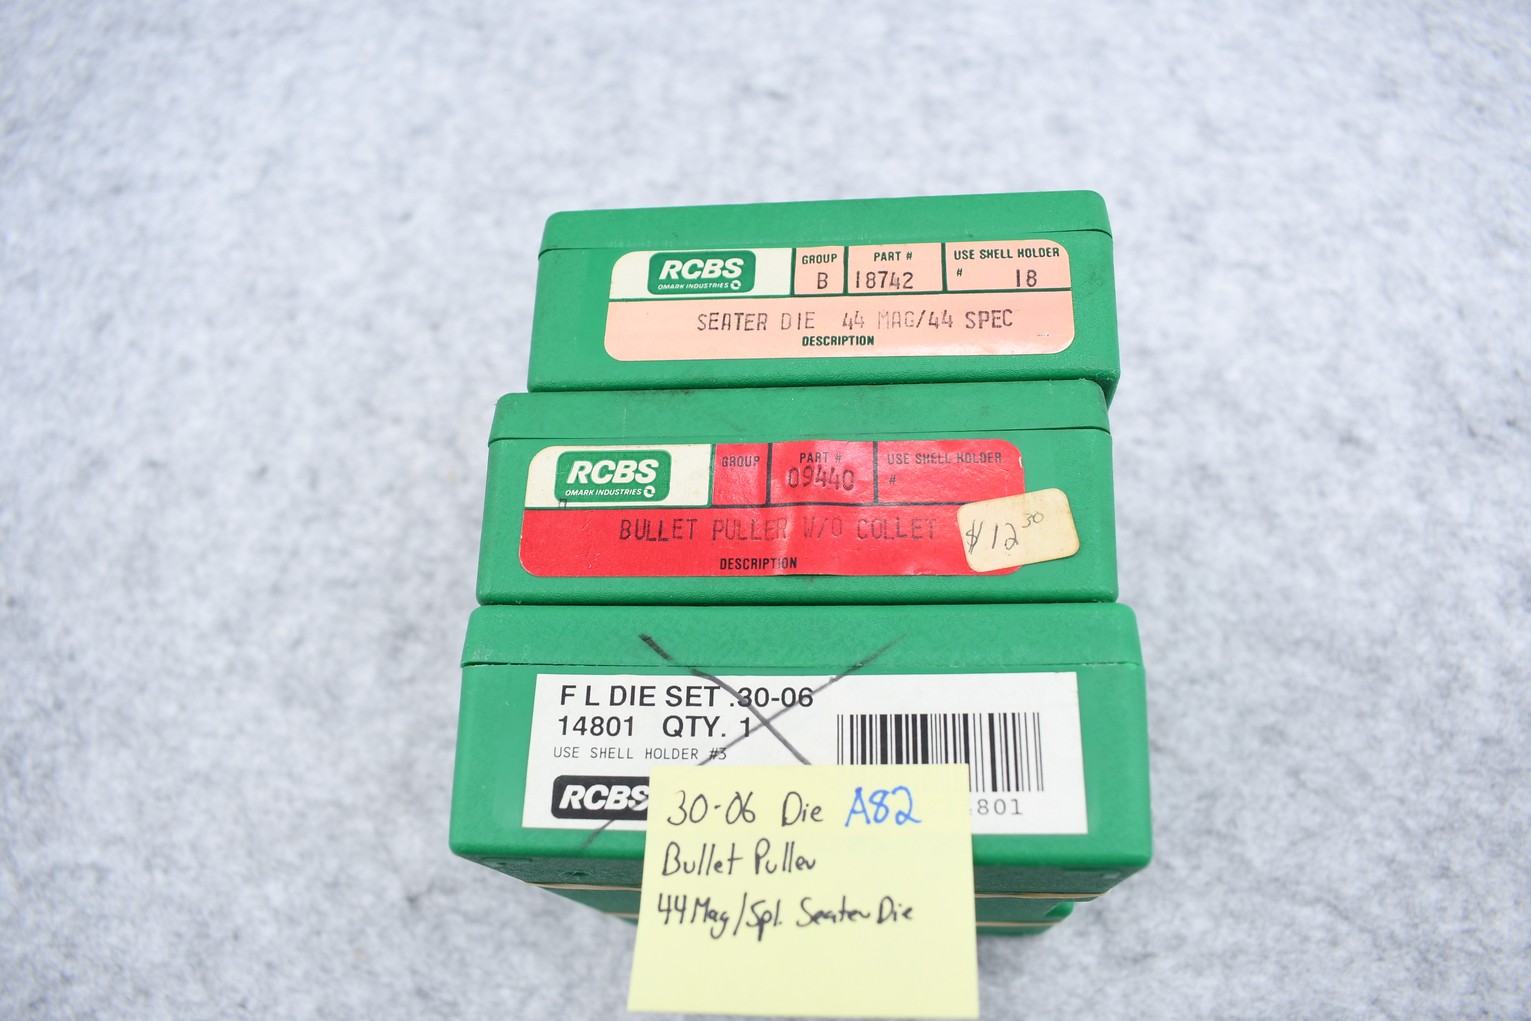 RCBS
OMARK INDUSTRIES
GROUP
B
PART #
18742
USE SHELL HOLDER
# 18
SEATER DIE 44 MAG/44 SPEC
DESCRIPTION
RCBS
OMARK INDUSTRIES
GROUP
PART #
09440
USE SHELL HOLDER
#
BULLET PULLER W/O COLLET
DESCRIPTION
$12 30
F L DIE SET .30-06
14801 QTY. 1
USE SHELL HOLDER #3
RCBS
801
30-06 Die A82
Bullet Puller
44 Mag/Spl. Seater Die